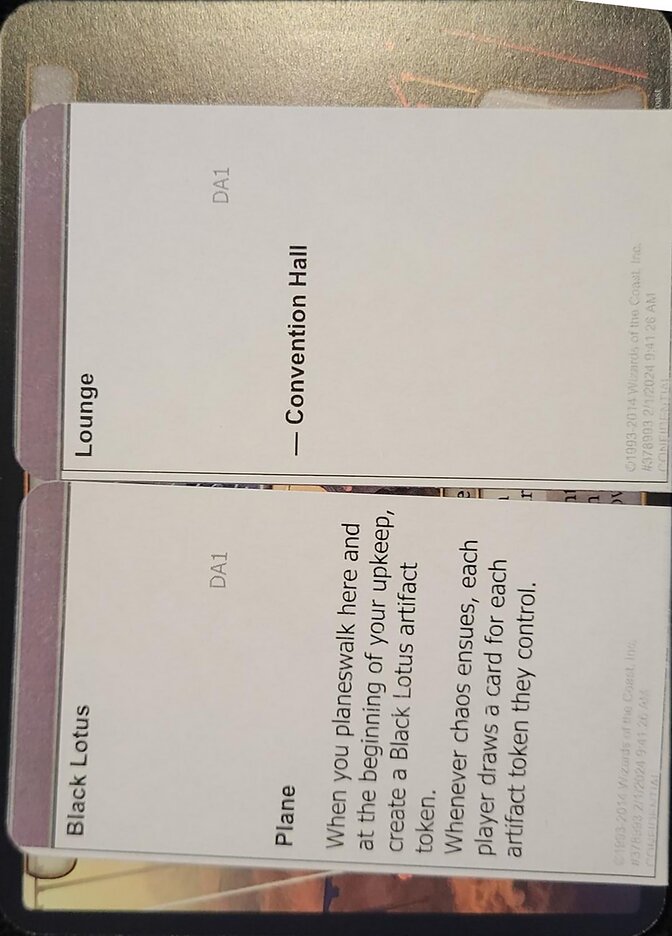 Black Lotus
DA1
Plane
When you planeswalk here and
at the beginning of your upkeep,
create a Black Lotus artifact
token.
Whenever chaos ensues, each
player draws a card for each
artifact token they control.
©1993-2014 Wizards of the Coast, Inc.
#378993 2/1/2024 9:41:26 AM
CONFIDENTIAL
Lounge
DA1
— Convention Hall
©1993-2014 Wizards of the Coast, Inc.
#378993 2/1/2024 9:41:26 AM
CONFIDENTIAL